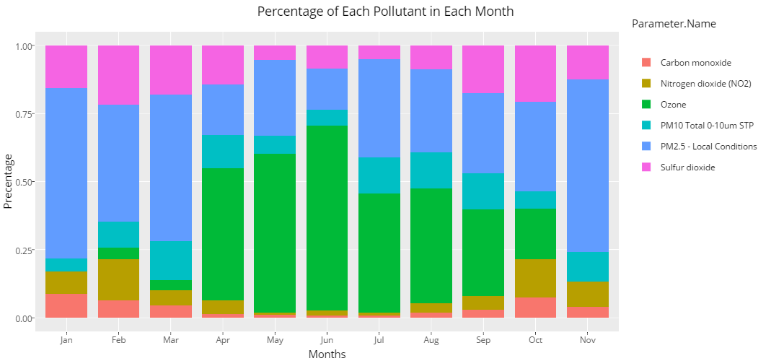 Percentage of Each Pollutant in Each Month
Parameter.Name
Carbon monoxide
Nitrogen dioxide (NO2)
Ozone
PM10 Total 0-10um STP
PM2.5 - Local Conditions
Sulfur dioxide
Precentage
1.00
0.75
0.50
0.25
0.00
Jan Feb Mar Apr May Jun Jul Aug Sep Oct Nov
Months